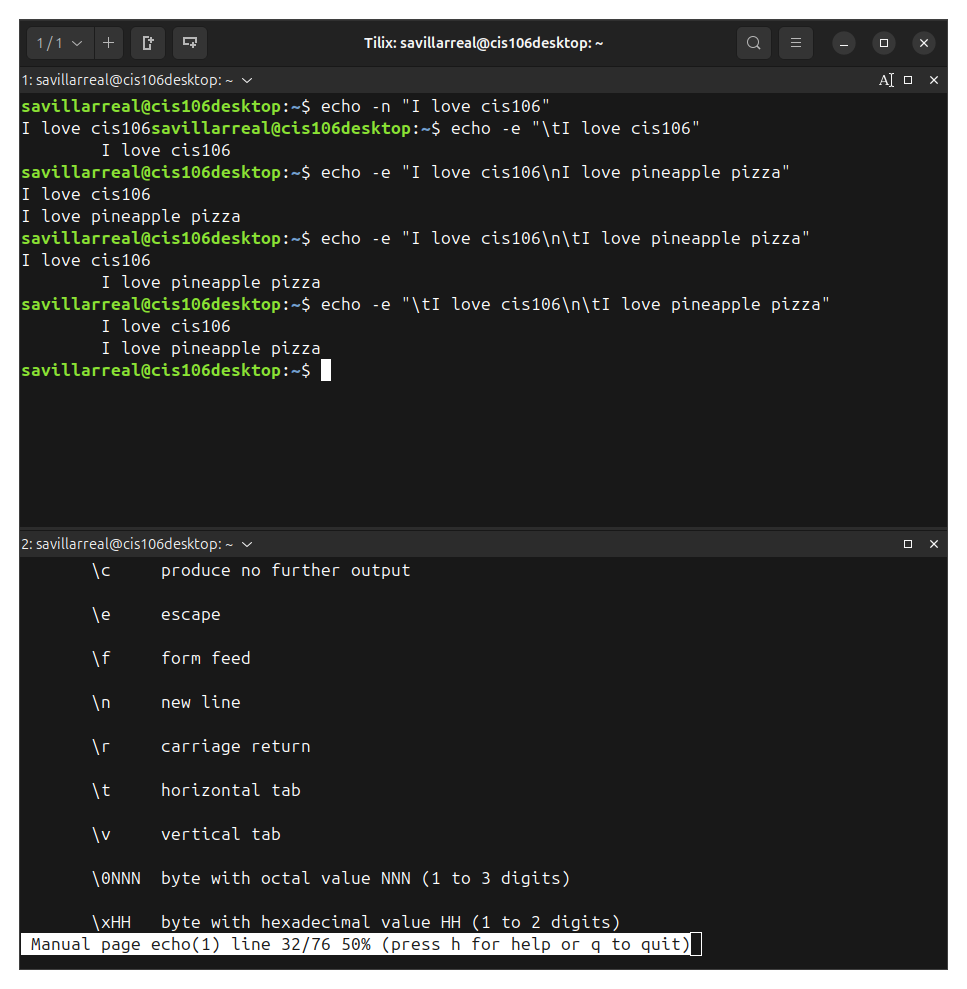 1 / 1
Tilix: savillarreal@cis106desktop: ~
1: savillarreal@cis106desktop: ~
savillarreal@cis106desktop:~$ echo -n "I love cis106"
I love cis106savillarreal@cis106desktop:~$ echo -e "\tI love cis106"
        I love cis106
savillarreal@cis106desktop:~$ echo -e "I love cis106\nI love pineapple pizza"
I love cis106
I love pineapple pizza
savillarreal@cis106desktop:~$ echo -e "I love cis106\n\tI love pineapple pizza"
I love cis106
        I love pineapple pizza
savillarreal@cis106desktop:~$ echo -e "\tI love cis106\n\tI love pineapple pizza"
        I love cis106
        I love pineapple pizza
savillarreal@cis106desktop:~$
2: savillarreal@cis106desktop: ~
       \c     produce no further output
       \e     escape
       \f     form feed
       \n     new line
       \r     carriage return
       \t     horizontal tab
       \v     vertical tab
       \0NNN  byte with octal value NNN (1 to 3 digits)
       \xHH   byte with hexadecimal value HH (1 to 2 digits)
 Manual page echo(1) line 32/76 50% (press h for help or q to quit)